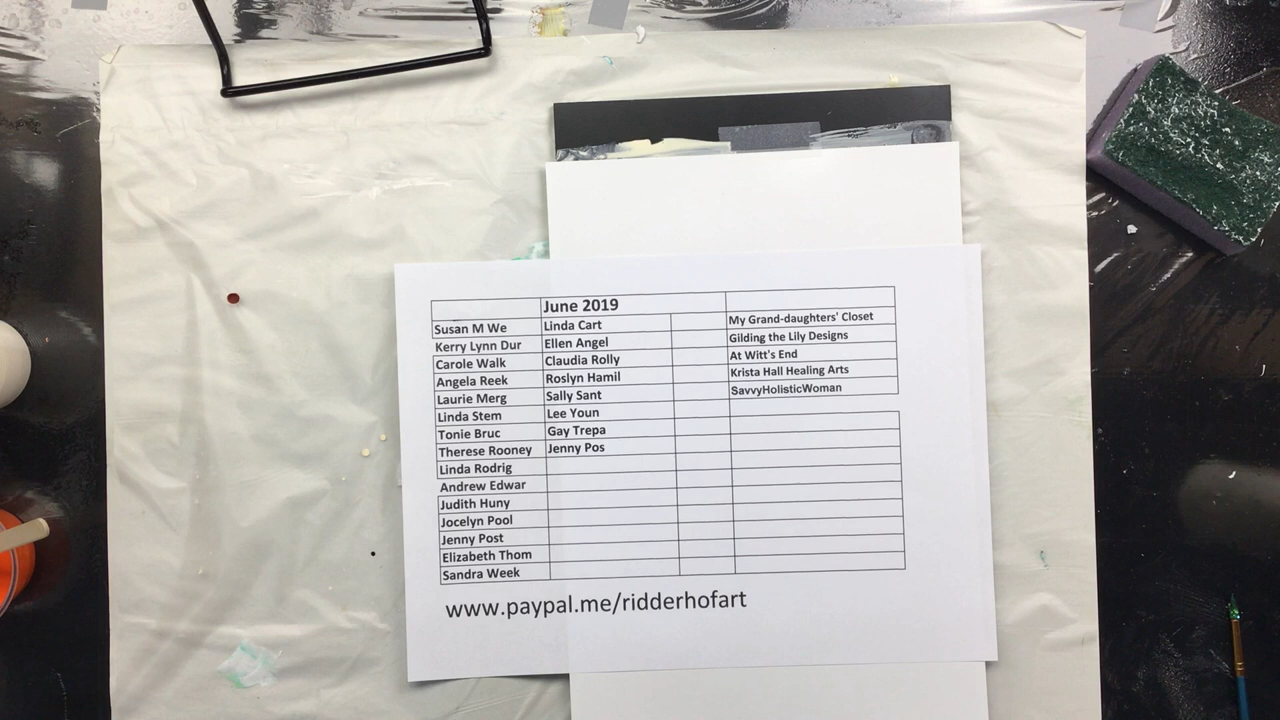 June 2019
Susan M We
Kerry Lynn Dur
Carole Walk
Angela Reek
Laurie Merg
Linda Stem
Tonie Bruc
Therese Rooney
Linda Rodrig
Andrew Edwar
Judith Huny
Jocelyn Pool
Jenny Post
Elizabeth Thom
Sandra Week
Linda Cart
Ellen Angel
Claudia Rolly
Roslyn Hamil
Sally Sant
Lee Youn
Gay Trepa
Jenny Pos
My Grand-daughters' Closet
Gilding the Lily Designs
At Witt's End
Krista Hall Healing Arts
SavvyHolisticWoman
www.paypal.me/ridderhofart